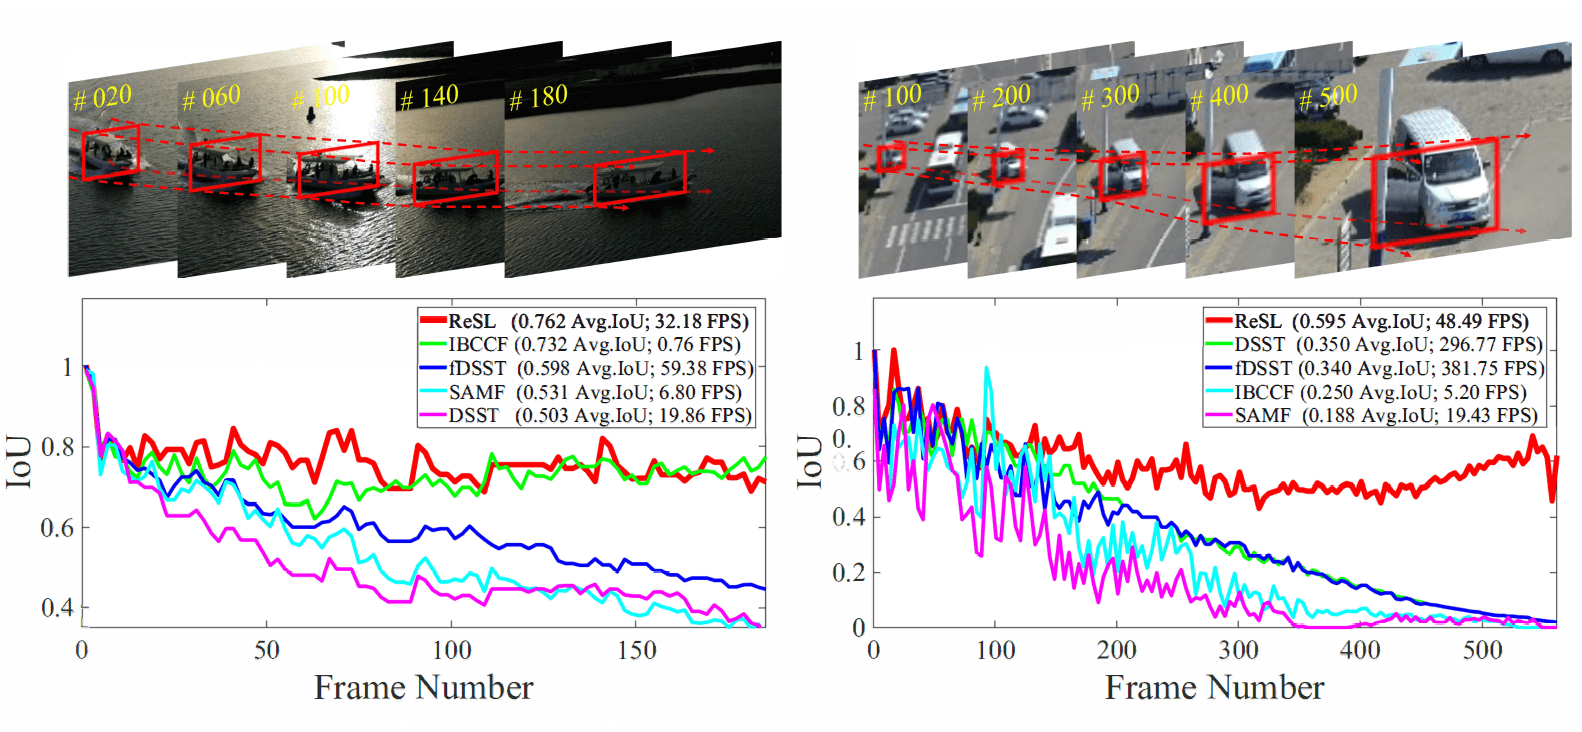 # 020
# 060
# 100
# 140
# 180
ReSL (0.762 Avg.IoU; 32.18 FPS)
IBCCF (0.732 Avg.IoU; 0.76 FPS)
fDSST (0.598 Avg.IoU; 59.38 FPS)
SAMF (0.531 Avg.IoU; 6.80 FPS)
DSST (0.503 Avg.IoU; 19.86 FPS)
1
0.8
0.6
0.4
IoU
0 50 100 150
Frame Number
# 100
# 200
# 300
# 400
# 500
ReSL (0.595 Avg.IoU; 48.49 FPS)
DSST (0.350 Avg.IoU; 296.77 FPS)
fDSST (0.340 Avg.IoU; 381.75 FPS)
IBCCF (0.250 Avg.IoU; 5.20 FPS)
SAMF (0.188 Avg.IoU; 19.43 FPS)
1
0.8
0.
0.6
0.4
0.2
0
IoU
0 100 200 300 400 500
Frame Number